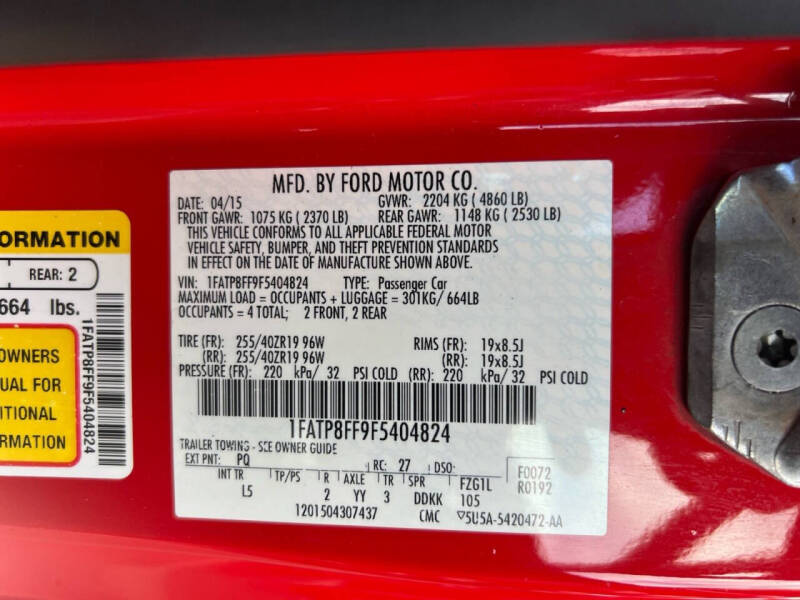 ORMATION
REAR: 2
664 lbs.
OWNERS
UAL FOR
ITIONAL
RMATION
1FATP8FF9F5404824
MFD. BY FORD MOTOR CO.
DATE: 04/15 GVWR: 2204 KG ( 4860 LB)
FRONT GAWR: 1075 KG ( 2370 LB) REAR GAWR: 1148 KG ( 2530 LB)
THIS VEHICLE CONFORMS TO ALL APPLICABLE FEDERAL MOTOR
VEHICLE SAFETY, BUMPER, AND THEFT PREVENTION STANDARDS
IN EFFECT ON THE DATE OF MANUFACTURE SHOWN ABOVE.
VIN: 1FATP8FF9F5404824 TYPE: Passenger Car
MAXIMUM LOAD = OCCUPANTS + LUGGAGE = 301KG/ 664LB
OCCUPANTS = 4 TOTAL; 2 FRONT, 2 REAR
TIRE (FR): 255/40ZR19 96W RIMS (FR): 19x8.5J
(RR): 255/40ZR19 96W (RR): 19x8.5J
PRESSURE (FR): 220 kPa/ 32 PSI COLD (RR): 220 kPa/ 32 PSI COLD
1FATP8FF9F5404824
TRAILER TOWING - SEE OWNER GUIDE
EXT PNT: PQ RC: 27 DSO: F0072
INT TR TP/PS R AXLE TR SPR FZG1L R0192
L5 2 YY 3 DDKK 105
1201504307437 CMC ▽5U5A-5420472-AA